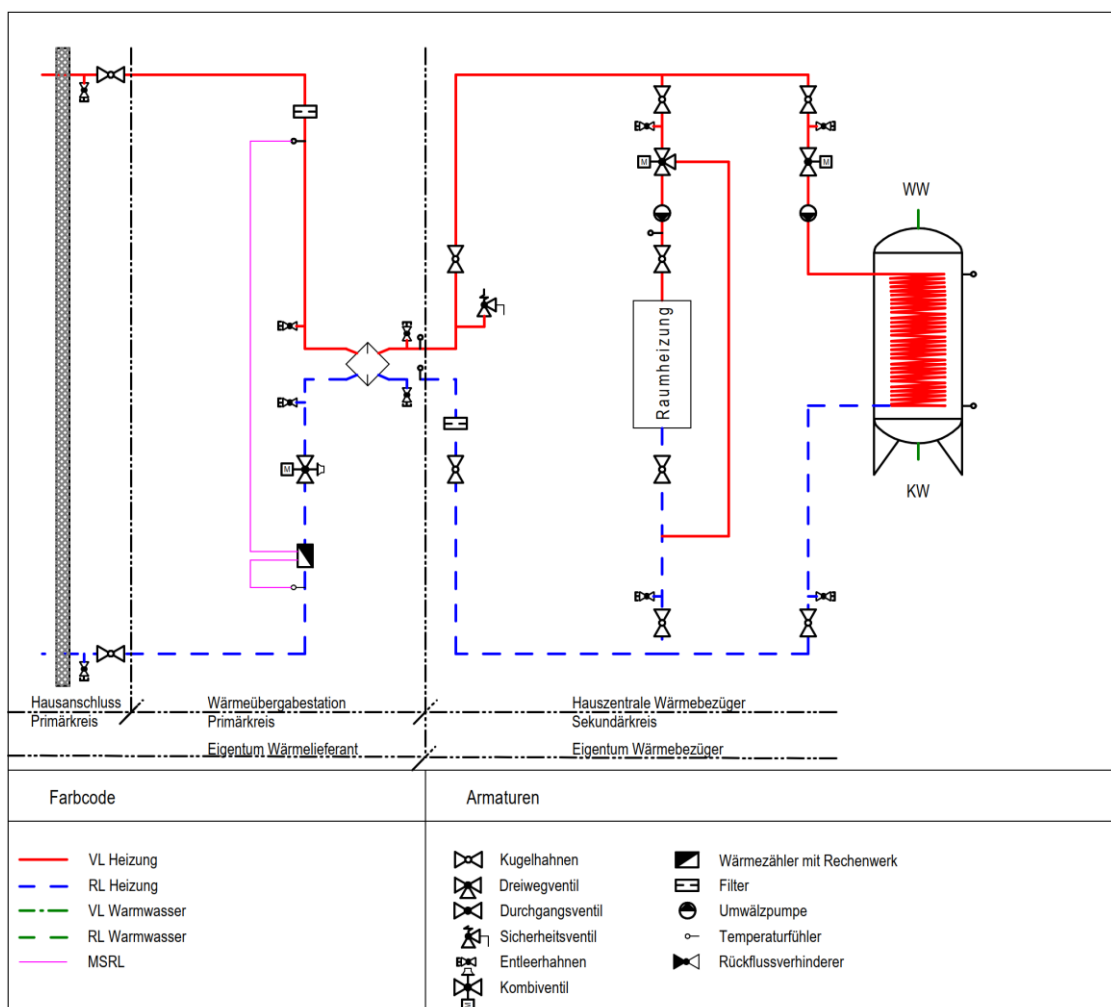 WW
M
M
Raumheizung
M
KW
Hausanschluss
Primärkreis
Wärmeübergabestation
Primärkreis
Hauszentrale Wärmebezüger
Sekundärkreis
Eigentum Wärmelieferant
Eigentum Wärmebezüger
Farbcode
Armaturen
VL Heizung
RL Heizung
VL Warmwasser
RL Warmwasser
MSRL
Kugelhahnen
Dreiwegventil
Durchgangsventil
Sicherheitsventil
Entleerhahnen
Kombiventil
M
Wärmezähler mit Rechenwerk
Filter
Umwälzpumpe
Temperaturfühler
Rückflussverhinderer